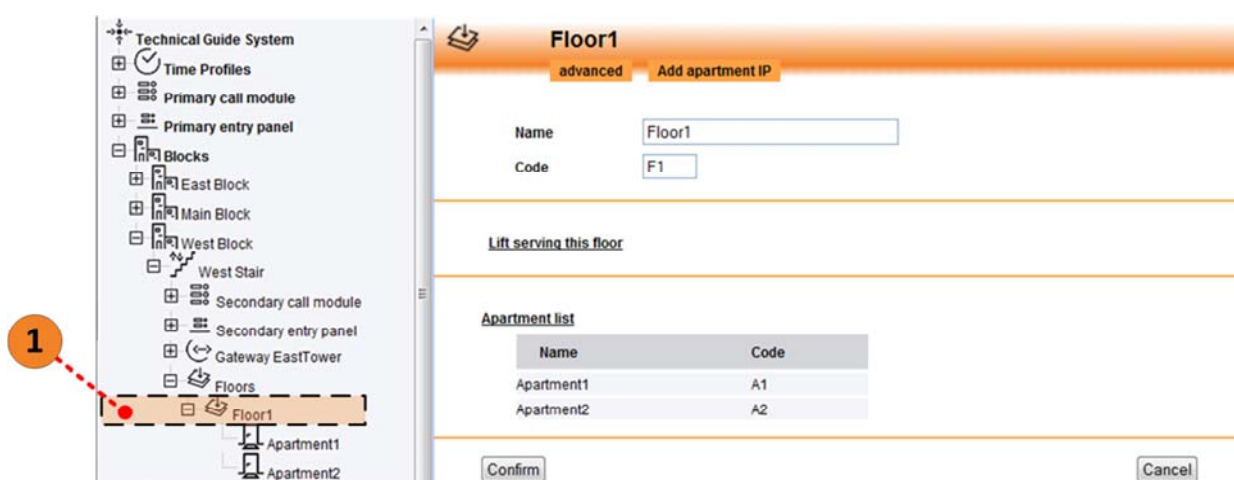 Technical Guide System
Time Profiles
Primary call module
Primary entry panel
Blocks
East Block
Main Block
West Block
West Stair
Secondary call module
Secondary entry panel
Gateway EastTower
Floors
Floor1
Apartment1
Apartment2
1
Floor1
advanced Add apartment IP
Name Floor1
Code F1
Lift serving this floor
Apartment list
Name Code
Apartment1 A1
Apartment2 A2
Confirm Cancel